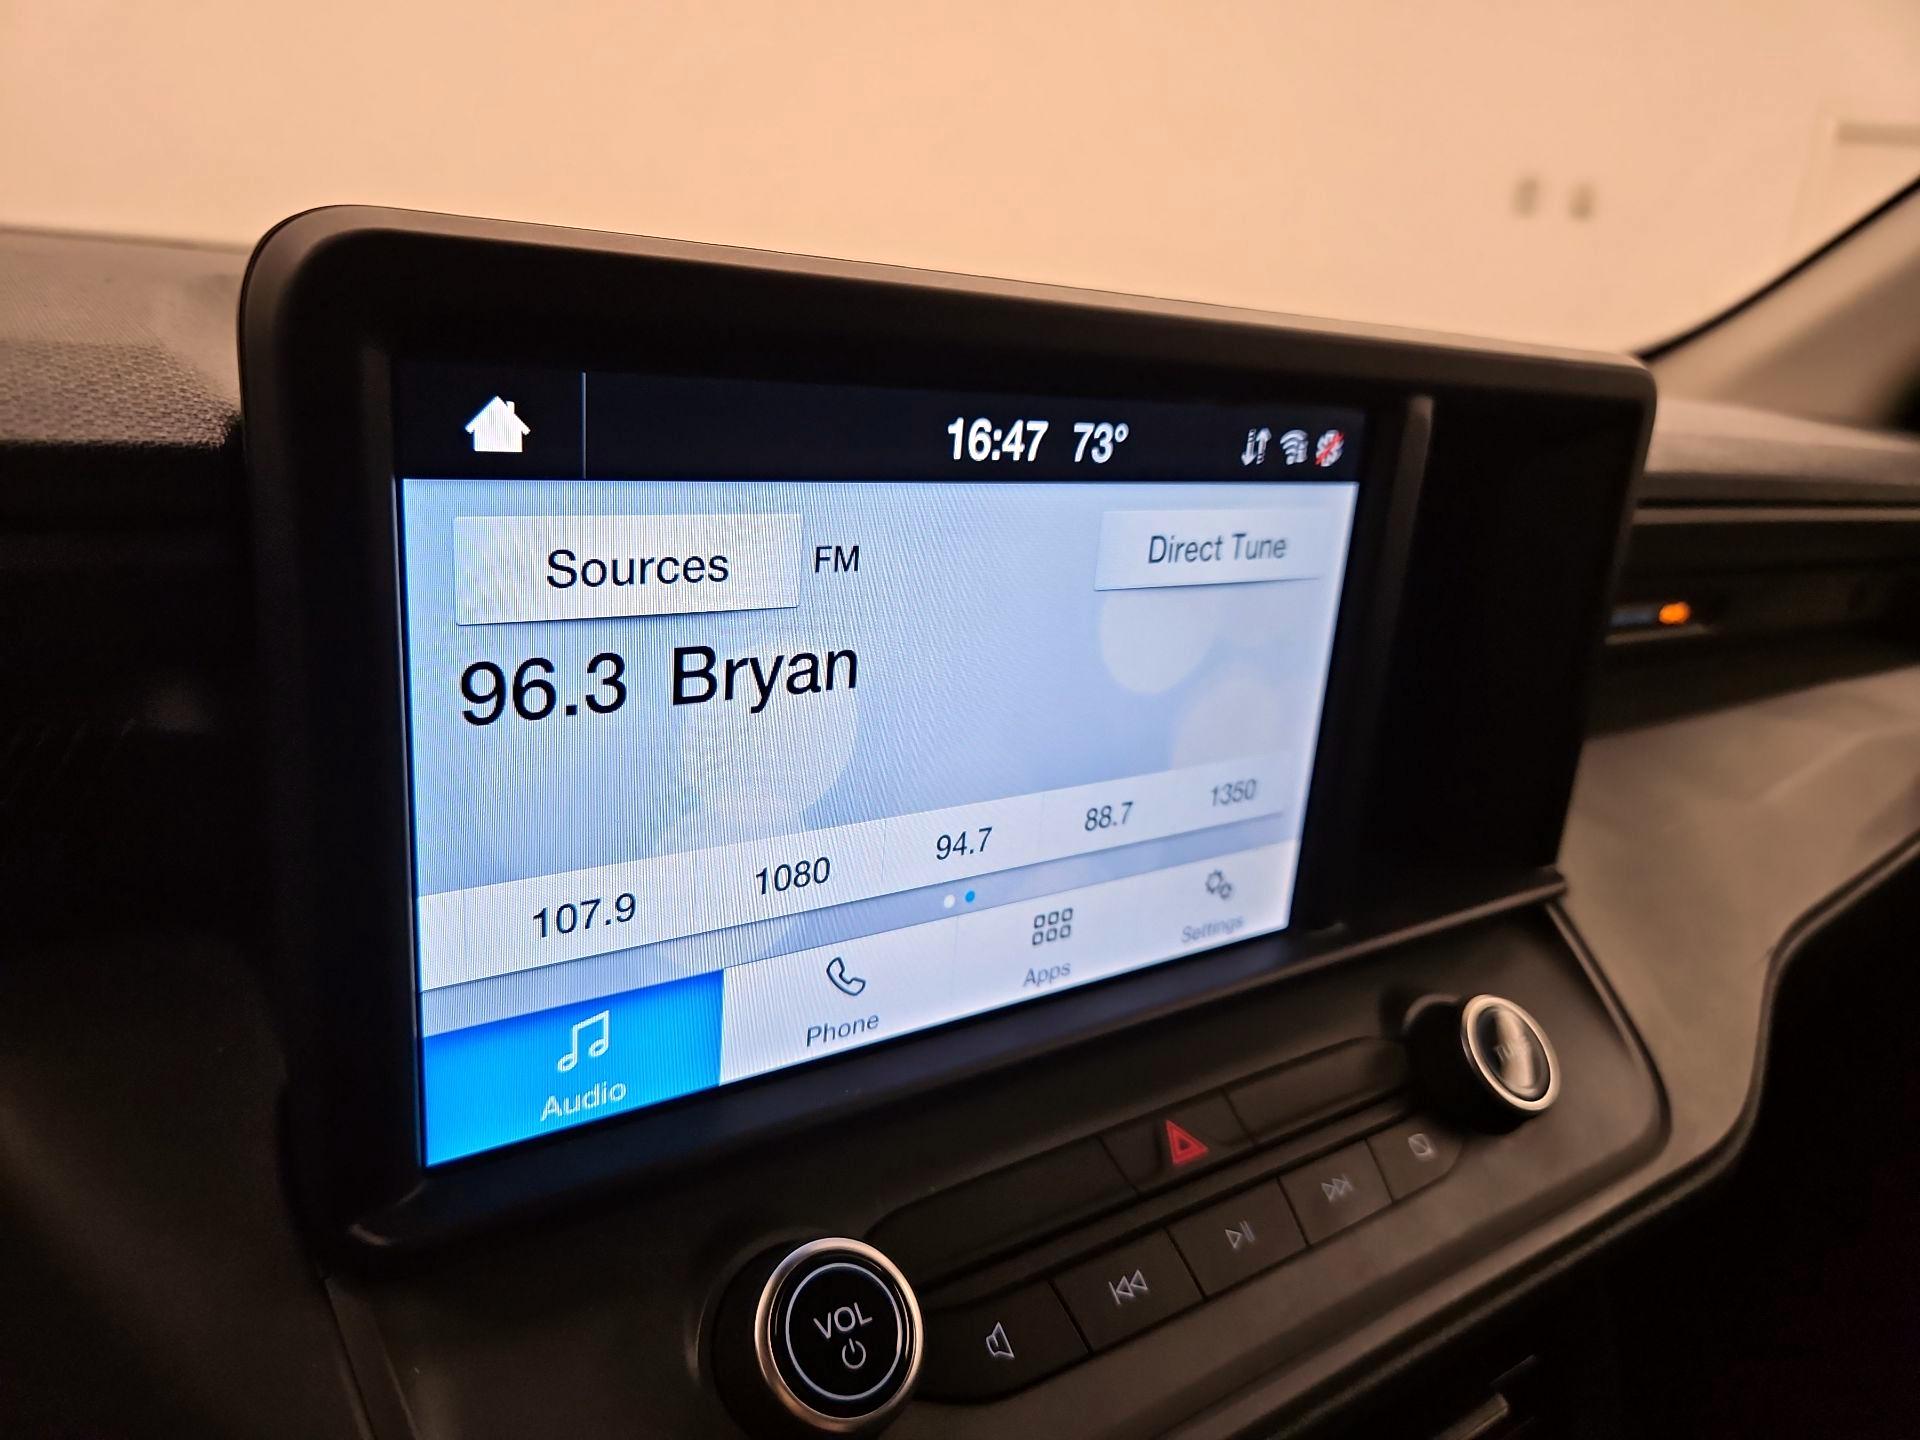 16:47 73°
Sources FM Direct Tune
96.3 Bryan
107.9 1080 94.7 88.7 1350
Audio Phone Apps Settings
TUNE
VOL